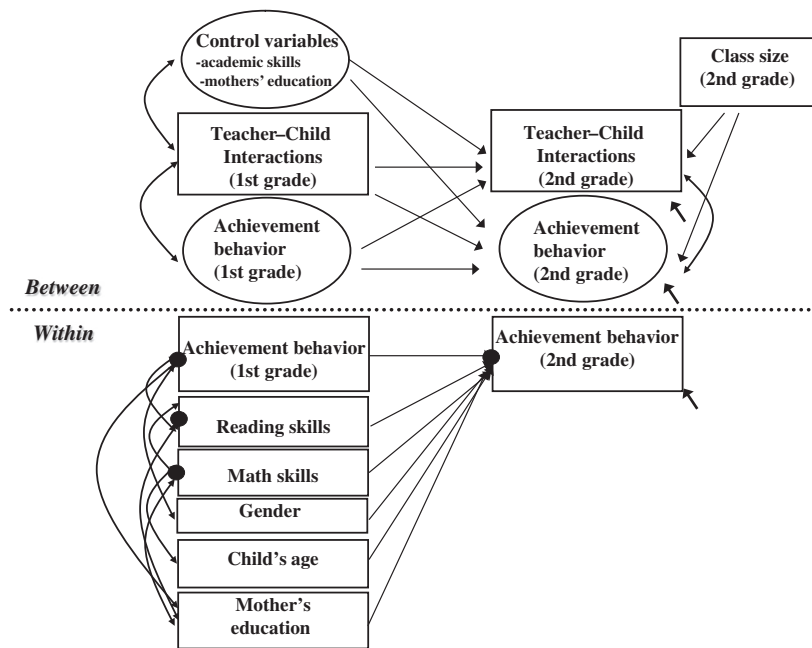 Control variables
-academic skills
-mothers' education
Class size
(2nd grade)
Teacher–Child
Interactions
(1st grade)
Teacher–Child
Interactions
(2nd grade)
Achievement
behavior
(1st grade)
Achievement
behavior
(2nd grade)
Between
Within
Achievement behavior
(1st grade)
Achievement behavior
(2nd grade)
Reading skills
Math skills
Gender
Child's age
Mother's
education